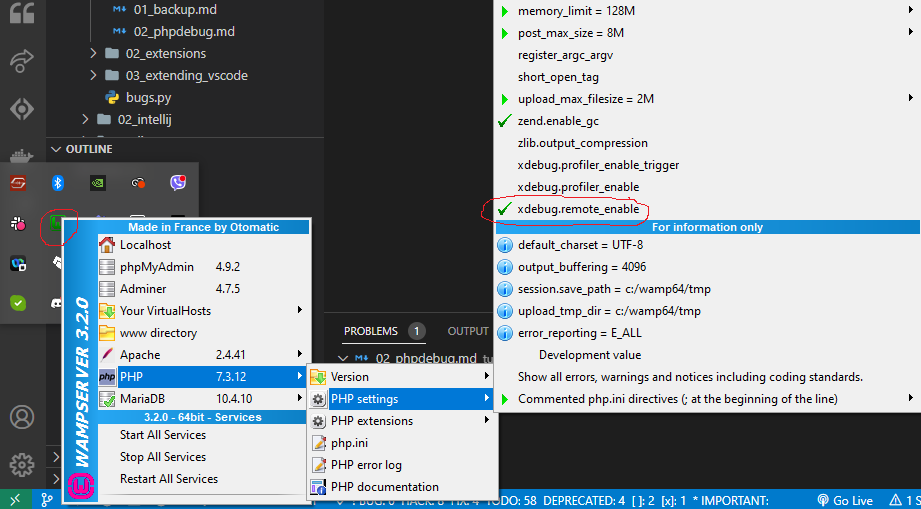 01_backup.md
02_phpdebug.md
02_extensions
03_extending_vscode
bugs.py
02_intellij
OUTLINE
memory_limit = 128M
post_max_size = 8M
register_argc_argv
short_open_tag
upload_max_filesize = 2M
zend.enable_gc
zlib.output_compression
xdebug.profiler_enable_trigger
xdebug.profiler_enable
xdebug.remote_enable
For information only
default_charset = UTF-8
output_buffering = 4096
session.save_path = c:/wamp64/tmp
upload_tmp_dir = c:/wamp64/tmp
error_reporting = E_ALL
Development value
Show all errors, warnings and notices including coding standards.
Commented php.ini directives (; at the beginning of the line)
Made in France by Otomatic
Localhost
phpMyAdmin 4.9.2
Adminer 4.7.5
Your VirtualHosts
www directory
Apache 2.4.41
php PHP 7.3.12
MariaDB 10.4.10
3.2.0 - 64bit - Services
Start All Services
Stop All Services
Restart All Services
WAMPSERVER 3.2.0
Version
PHP settings
PHP extensions
php.ini
PHP error log
PHP documentation
PROBLEMS 1 OUTPUT
02_phpdebug.md
TODO: 58 DEPRECATED: 4 [ ]: 2 [x]: 1 * IMPORTANT:
Go Live
1 S